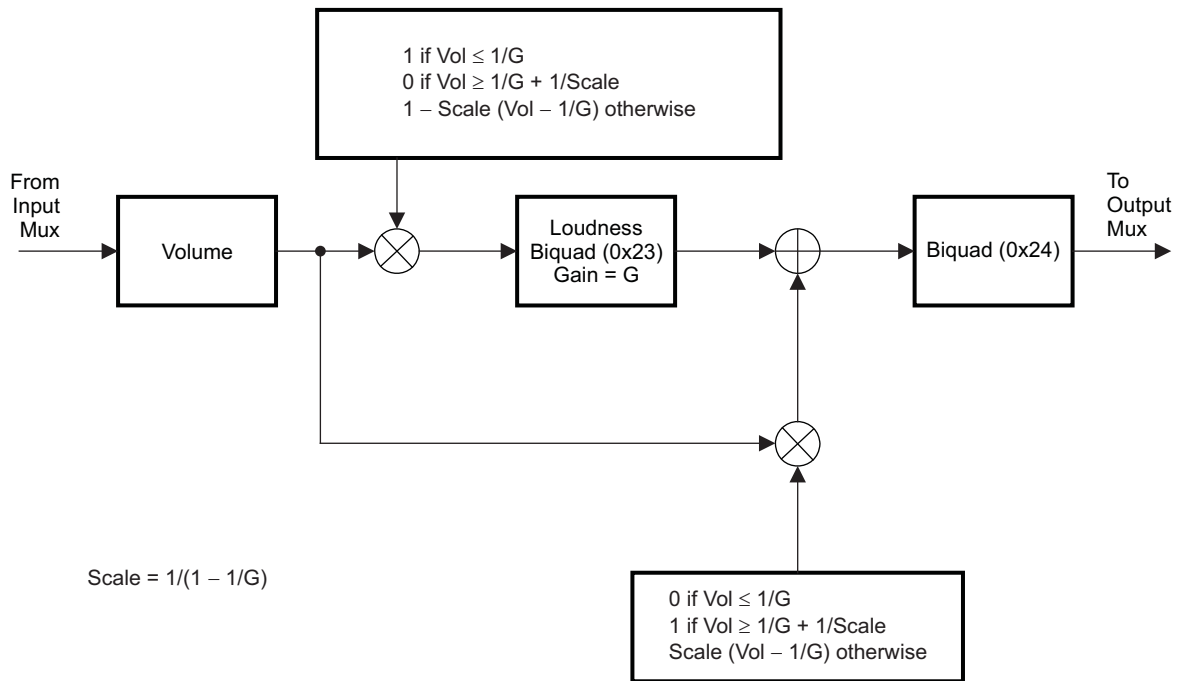 1 if Vol ≤ 1/G
0 if Vol ≥ 1/G + 1/Scale
1 – Scale (Vol – 1/G) otherwise
From
Input
Mux
Volume
Loudness
Biquad (0x23)
Gain = G
Biquad (0x24)
To
Output
Mux
Scale = 1/(1 – 1/G)
0 if Vol ≤ 1/G
1 if Vol ≥ 1/G + 1/Scale
Scale (Vol – 1/G) otherwise